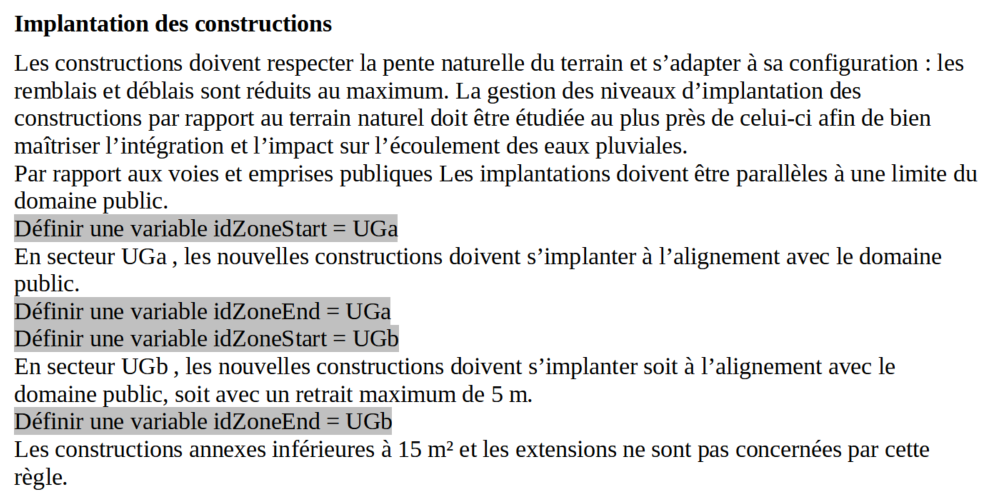 Implantation des constructions
Les constructions doivent respecter la pente naturelle du terrain et s’adapter à sa configuration : les
remblais et déblais sont réduits au maximum. La gestion des niveaux d’implantation des
constructions par rapport au terrain naturel doit être étudiée au plus près de celui-ci afin de bien
maîtriser l’intégration et l’impact sur l’écoulement des eaux pluviales.
Par rapport aux voies et emprises publiques Les implantations doivent être parallèles à une limite du
domaine public.
Définir une variable idZoneStart = UGa
En secteur UGa , les nouvelles constructions doivent s’implanter à l’alignement avec le domaine
public.
Définir une variable idZoneEnd = UGa
Définir une variable idZoneStart = UGb
En secteur UGb , les nouvelles constructions doivent s’implanter soit à l’alignement avec le
domaine public, soit avec un retrait maximum de 5 m.
Définir une variable idZoneEnd = UGb
Les constructions annexes inférieures à 15 m² et les extensions ne sont pas concernées par cette
règle.